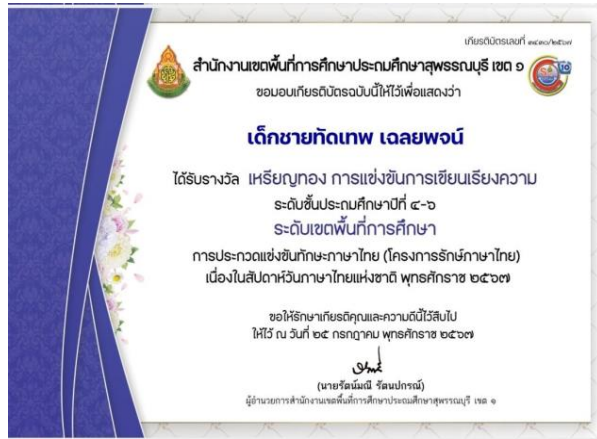 เกียรติบัตรเลขที่ ๓๔๓๐/๒๕๖๗
สำนักงานเขตพื้นที่การศึกษาประถมศึกษาสุพรรณบุรี เขต ๑
ขอมอบเกียรติบัตรฉบับนี้ให้ไว้เพื่อแสดงว่า
เด็กชายทัดเทพ เฉลยพจน์
ได้รับรางวัล เหรียญทอง การแข่งขันการเขียนเรียงความ
ระดับชั้นประถมศึกษาปีที่ ๔-๖
ระดับเขตพื้นที่การศึกษา
การประกวดแข่งขันทักษะภาษาไทย (โครงการรักษ์ภาษาไทย)
เนื่องในสัปดาห์วันภาษาไทยแห่งชาติ พุทธศักราช ๒๕๖๗
ขอให้รักษาเกียรติคุณและความดีนี้ไว้สืบไป
ให้ไว้ ณ วันที่ ๒๕ กรกฎาคม พุทธศักราช ๒๕๖๗
(นายรัตน์มณี รัตนปกรณ์)
ผู้อำนวยการสำนักงานเขตพื้นที่การศึกษาประถมศึกษาสุพรรณบุรี เขต ๑